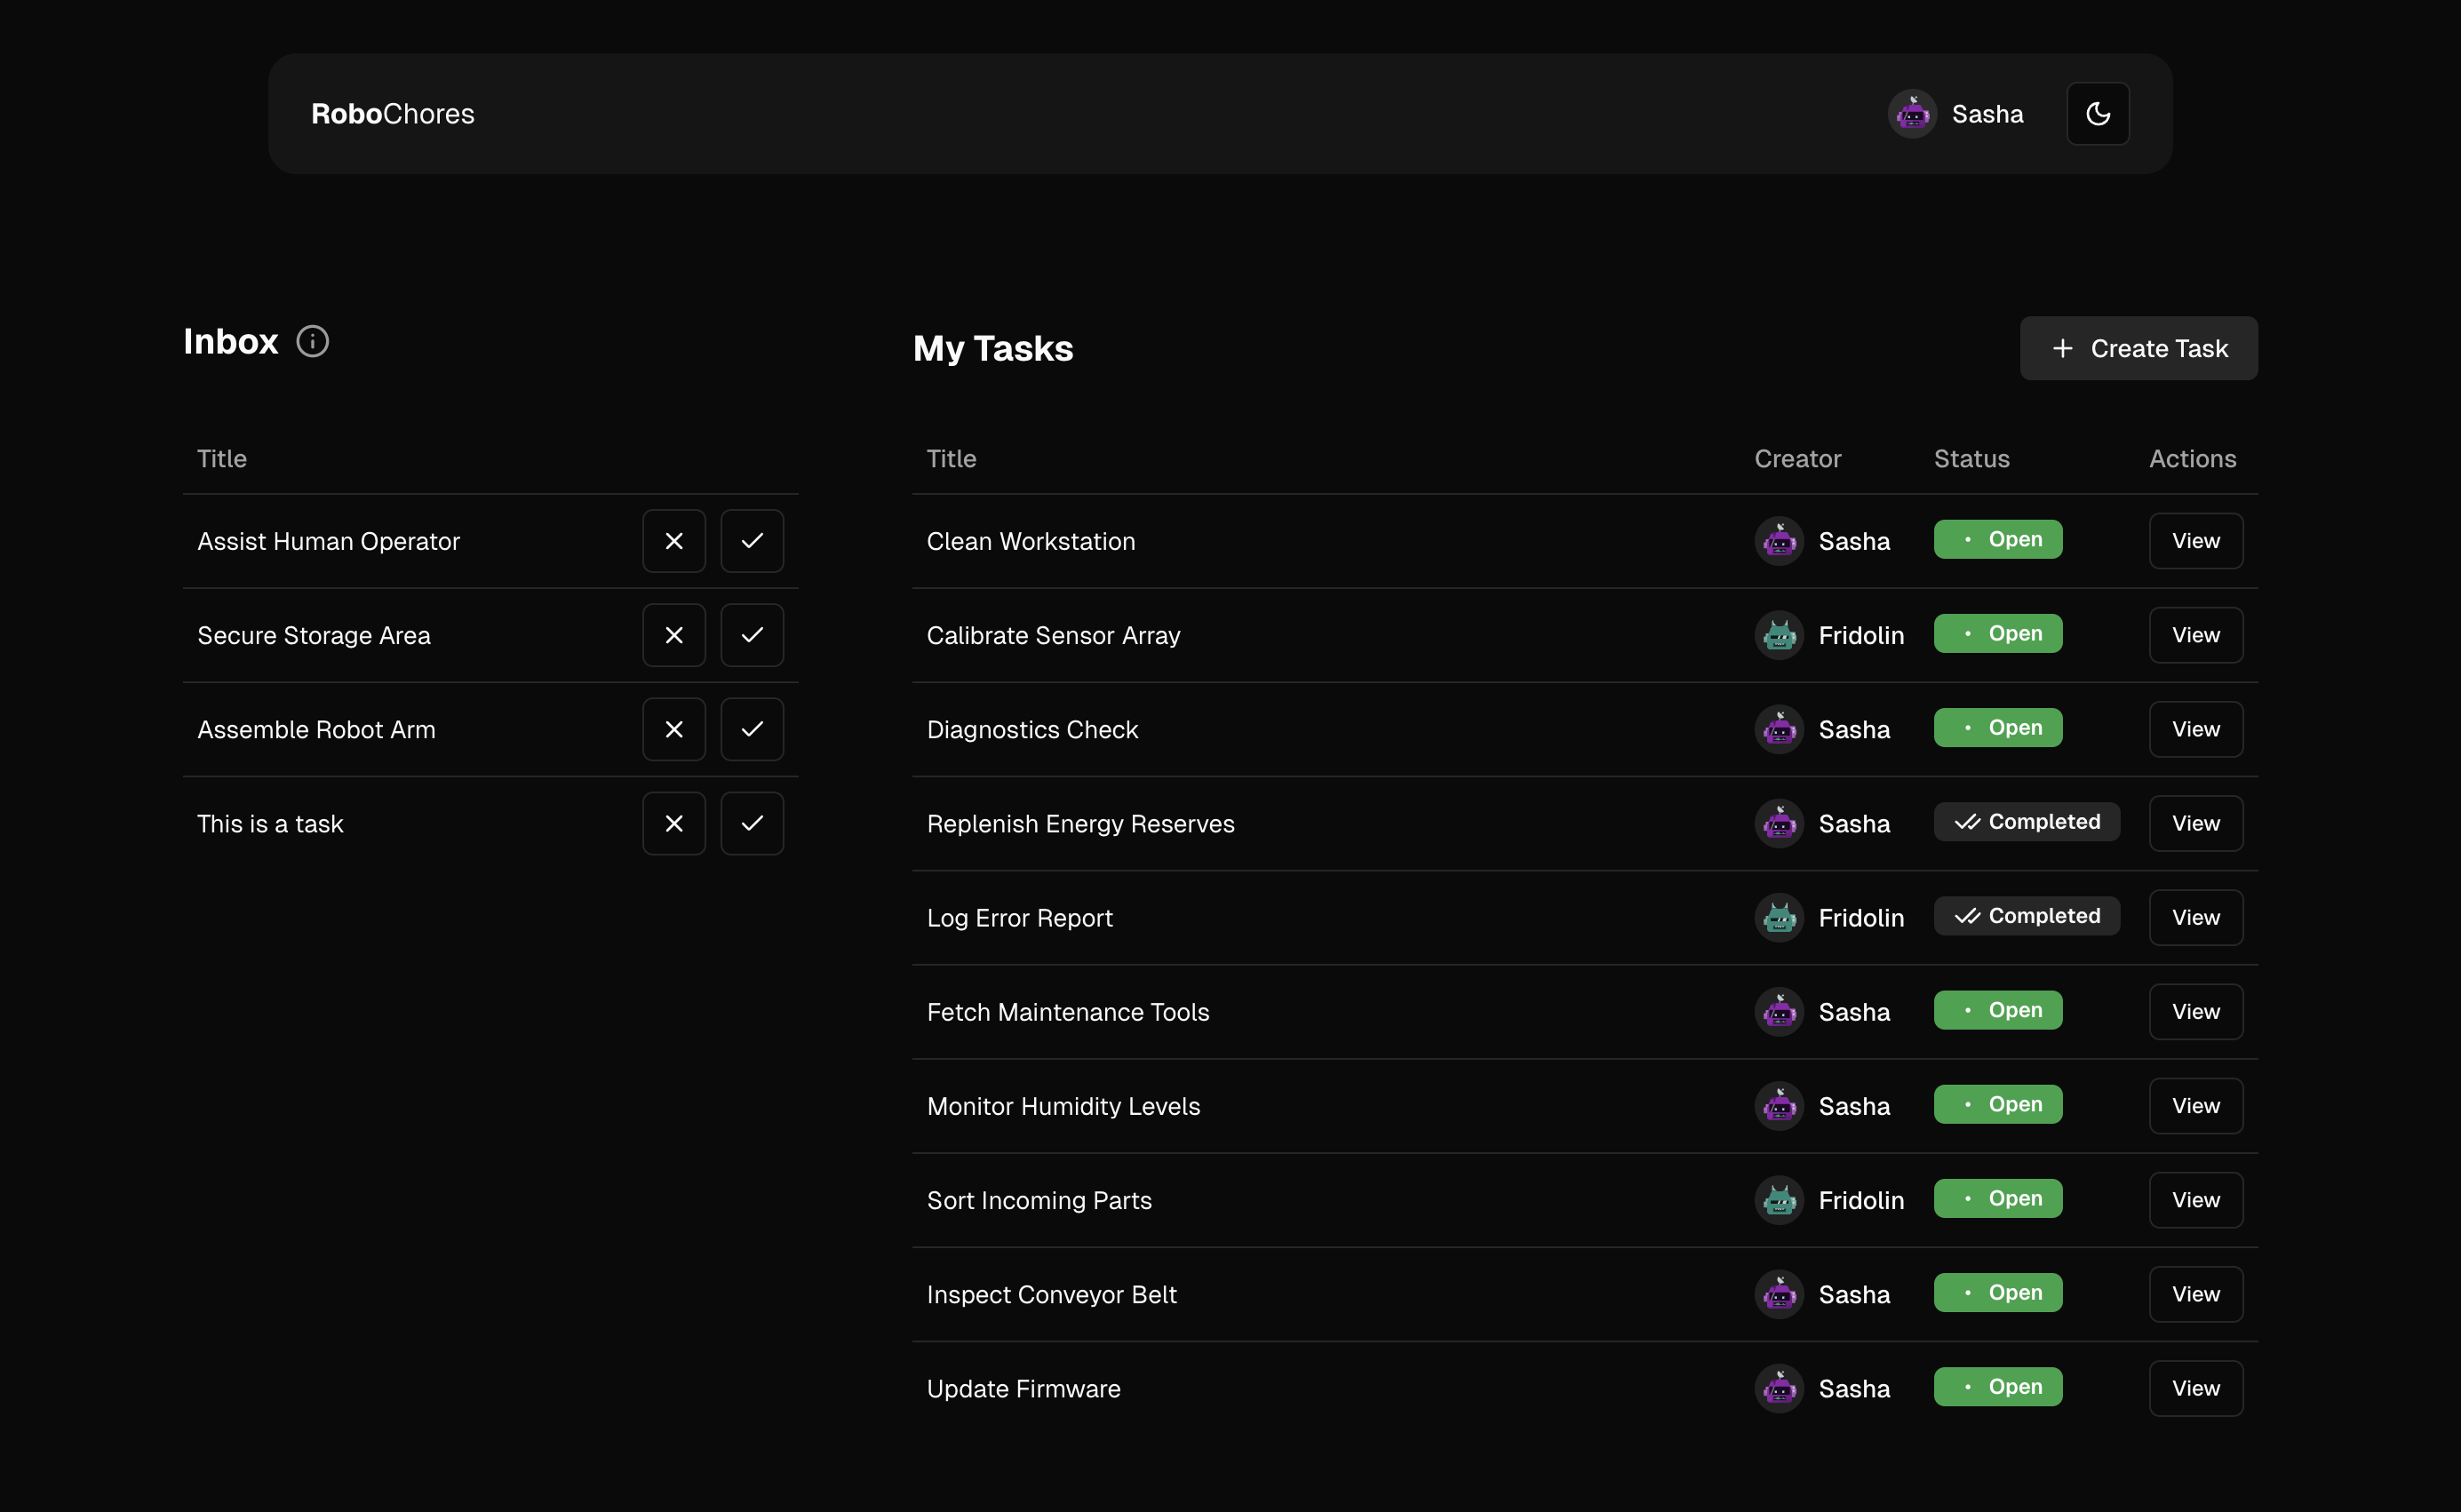 RoboChores
Sasha
Inbox
My Tasks
Create Task
Title
Assist Human Operator
Secure Storage Area
Assemble Robot Arm
This is a task
Title Creator Status Actions
Clean Workstation Sasha Open View
Calibrate Sensor Array Fridolin Open View
Diagnostics Check Sasha Open View
Replenish Energy Reserves Sasha Completed View
Log Error Report Fridolin Completed View
Fetch Maintenance Tools Sasha Open View
Monitor Humidity Levels Sasha Open View
Sort Incoming Parts Fridolin Open View
Inspect Conveyor Belt Sasha Open View
Update Firmware Sasha Open View